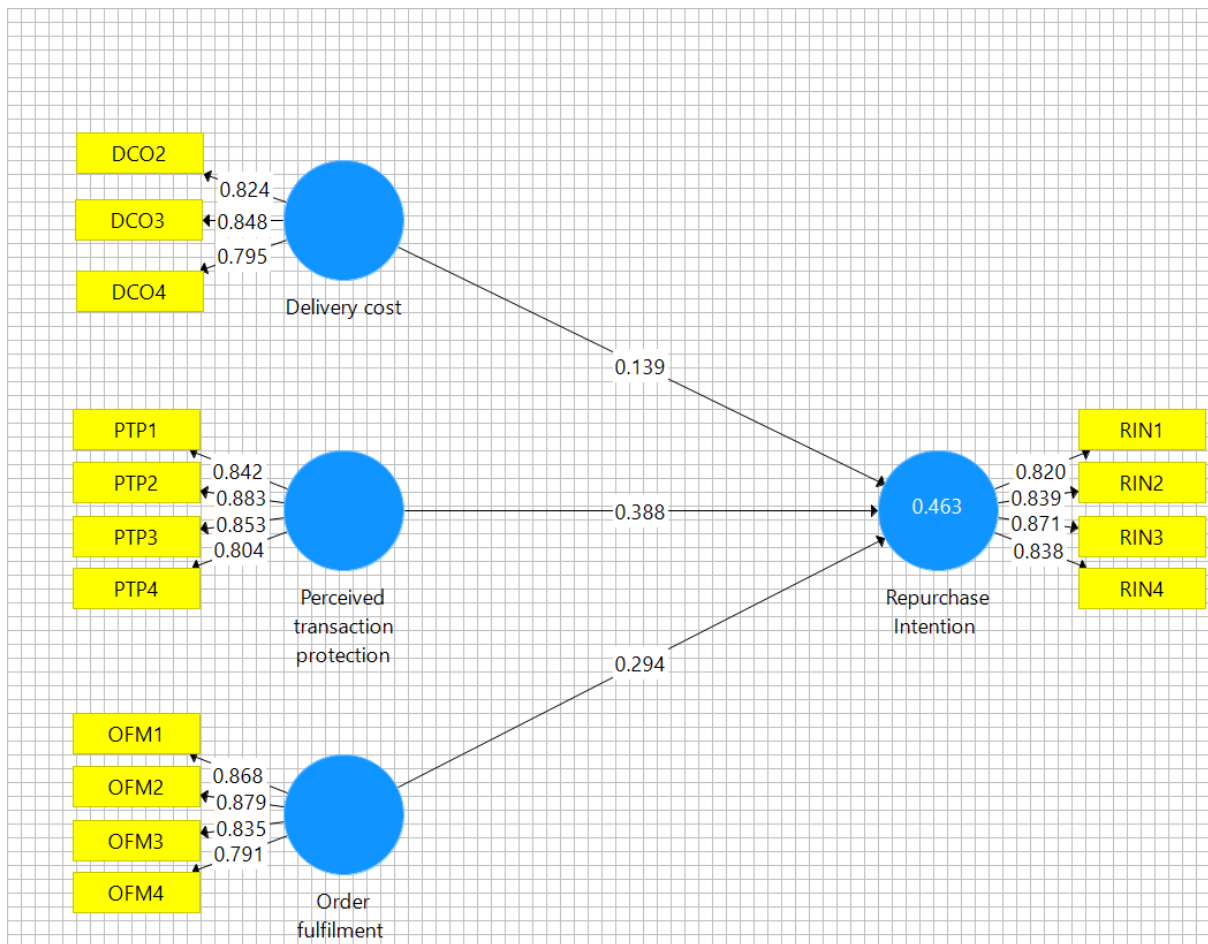 DCO2
0.824
DCO3
0.848
DCO4
0.795
Delivery cost
0.139
PTP1
0.842
PTP2
0.883
PTP3
0.853
PTP4
0.804
Perceived
transaction
protection
0.388
0.463
Repurchase
Intention
RIN1
0.820
RIN2
0.839
RIN3
0.871
RIN4
0.838
0.294
OFM1
0.868
OFM2
0.879
OFM3
0.835
OFM4
0.791
Order
fulfilment